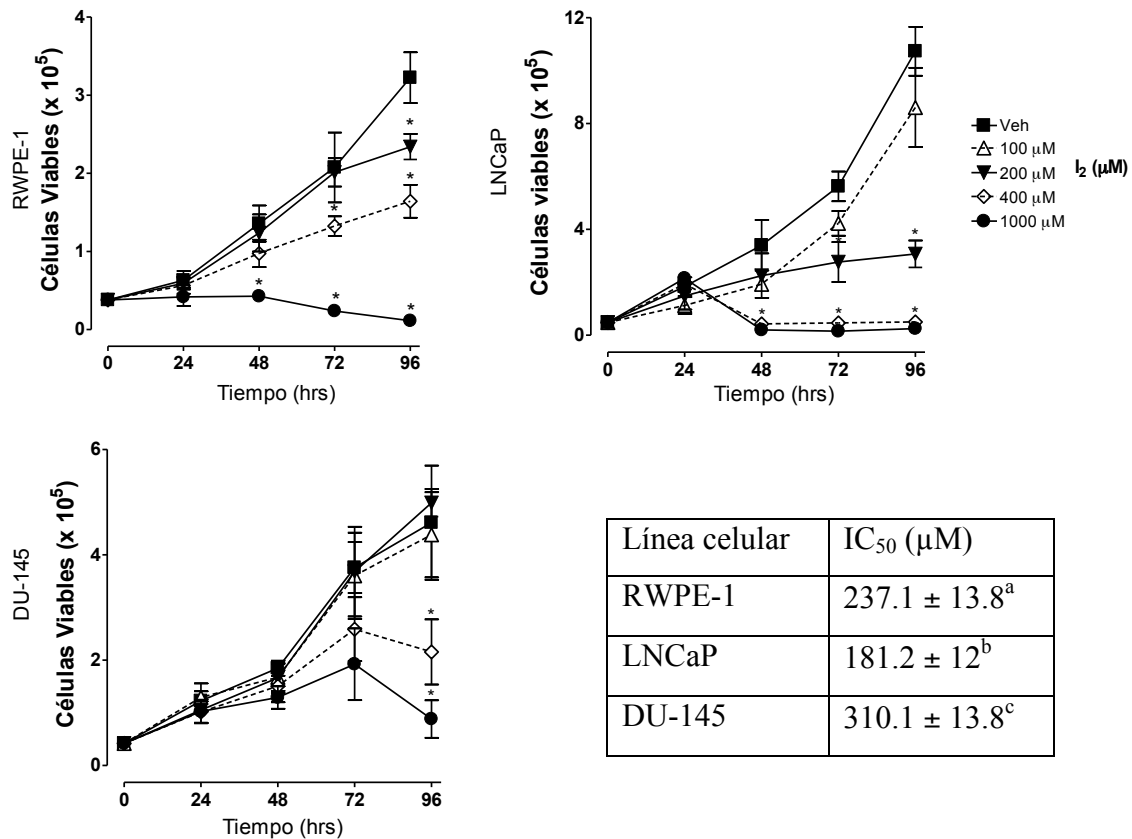 RWPE-1
Células Viables (x 10⁵)
4
3
2
1
0
0 24 48 72 96
Tiempo (hrs)
* * * * * * *
LNCaP
Células viables (x 10⁵)
12
8
4
0
0 24 48 72 96
Tiempo (hrs)
* * * * *
Veh
100 µM
200 µM
400 µM
1000 µM
I₂ (µM)
DU-145
Células Viables (x 10⁵)
6
4
2
0
0 24 48 72 96
Tiempo (hrs)
* *
Línea celular IC₅₀ (µM)
RWPE-1 237.1 ± 13.8ᵃ
LNCaP 181.2 ± 12ᵇ
DU-145 310.1 ± 13.8ᶜ